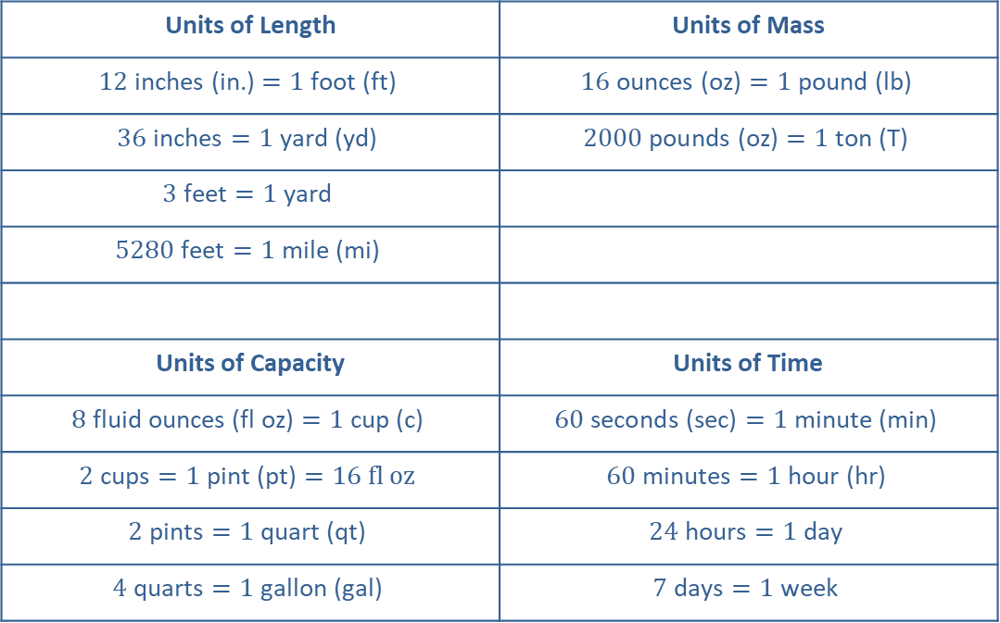 Units of Length
Units of Mass
12 inches (in.) = 1 foot (ft)
16 ounces (oz) = 1 pound (lb)
36 inches = 1 yard (yd)
2000 pounds (oz) = 1 ton (T)
3 feet = 1 yard
5280 feet = 1 mile (mi)
Units of Capacity
Units of Time
8 fluid ounces (fl oz) = 1 cup (c)
60 seconds (sec) = 1 minute (min)
2 cups = 1 pint (pt) = 16 fl oz
60 minutes = 1 hour (hr)
2 pints = 1 quart (qt)
24 hours = 1 day
4 quarts = 1 gallon (gal)
7 days = 1 week